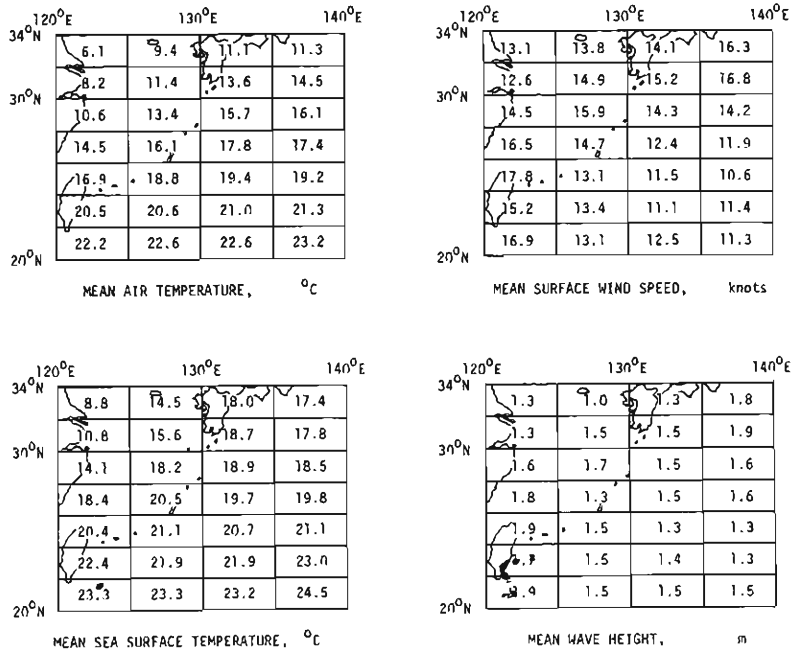 120°E 130°E 140°E
34°N
6.1 9.4 11.1 11.3
8.2 11.4 13.6 14.5
30°N
10.6 13.4 15.7 16.1
14.5 16.1 17.8 17.4
16.9 18.8 19.4 19.2
20.5 20.6 21.0 21.3
22.2 22.6 22.6 23.2
20°N
MEAN AIR TEMPERATURE, °C
120°E 130°E 140°E
34°N
13.1 13.8 14.1 16.3
12.6 14.9 15.2 16.8
30°N
14.5 15.9 14.3 14.2
16.5 14.7 12.4 11.9
17.8 13.1 11.5 10.6
15.2 13.4 11.1 11.4
16.9 13.1 12.5 11.3
20°N
MEAN SURFACE WIND SPEED, knots
120°E 130°E 140°E
34°N
8.8 14.5 18.0 17.4
10.8 15.6 18.7 17.8
30°N
14.1 18.2 18.9 18.5
18.4 20.5 19.7 19.8
20.4 21.1 20.7 21.1
22.4 21.9 21.9 23.0
23.3 23.3 23.2 24.5
20°N
MEAN SEA SURFACE TEMPERATURE, °C
120°E 130°E 140°E
34°N
1.3 1.0 1.3 1.8
1.3 1.5 1.5 1.9
30°N
1.6 1.7 1.5 1.6
1.8 1.3 1.5 1.6
1.9 1.5 1.3 1.3
1.5 1.4 1.3
1.5 1.5 1.5
20°N
MEAN WAVE HEIGHT, m